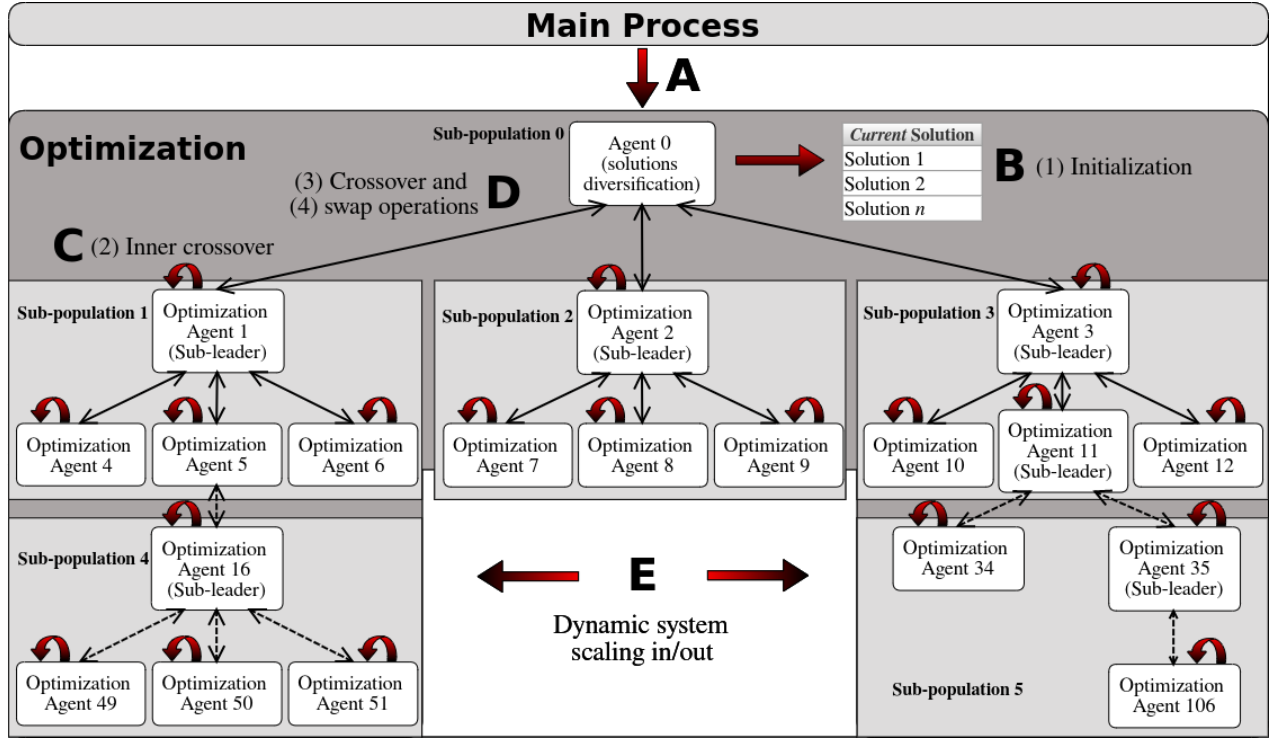 Main Process
A
Optimization
Sub-population 0
Agent 0
(solutions
diversification)
Current Solution
Solution 1
Solution 2
Solution n
B (1) Initialization
(3) Crossover and
(4) swap operations
D
C (2) Inner crossover
Sub-population 1
Optimization
Agent 1
(Sub-leader)
Sub-population 2
Optimization
Agent 2
(Sub-leader)
Sub-population 3
Optimization
Agent 3
(Sub-leader)
Optimization
Agent 4
Optimization
Agent 5
Optimization
Agent 6
Optimization
Agent 7
Optimization
Agent 8
Optimization
Agent 9
Optimization
Agent 10
Optimization
Agent 11
(Sub-leader)
Optimization
Agent 12
Sub-population 4
Optimization
Agent 16
(Sub-leader)
Optimization
Agent 49
Optimization
Agent 50
Optimization
Agent 51
E
Dynamic system
scaling in/out
Optimization
Agent 34
Optimization
Agent 35
(Sub-leader)
Sub-population 5
Optimization
Agent 106